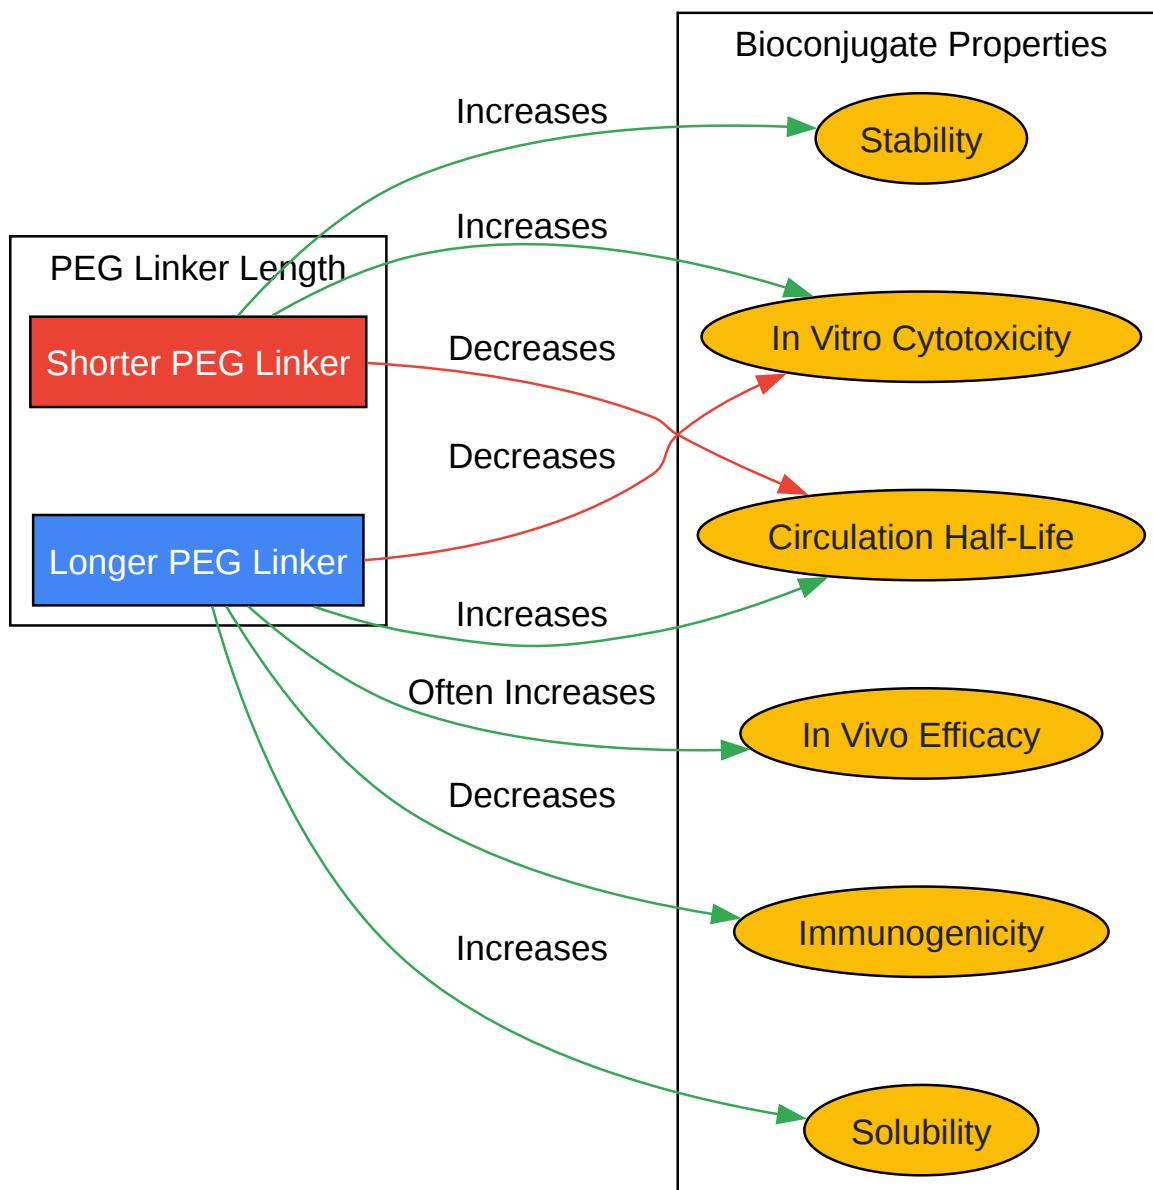 Bioconjugate Properties
Increases
Stability
Increases
PEG Linker Length
In Vitro Cytotoxicity
Decreases
Shorter PEG Linker
Decreases
Circulation Half-Life
Longer PEG Linker
Increases
Often Increases
In Vivo Efficacy
Decreases
Immunogenicity
Increases
Solubility